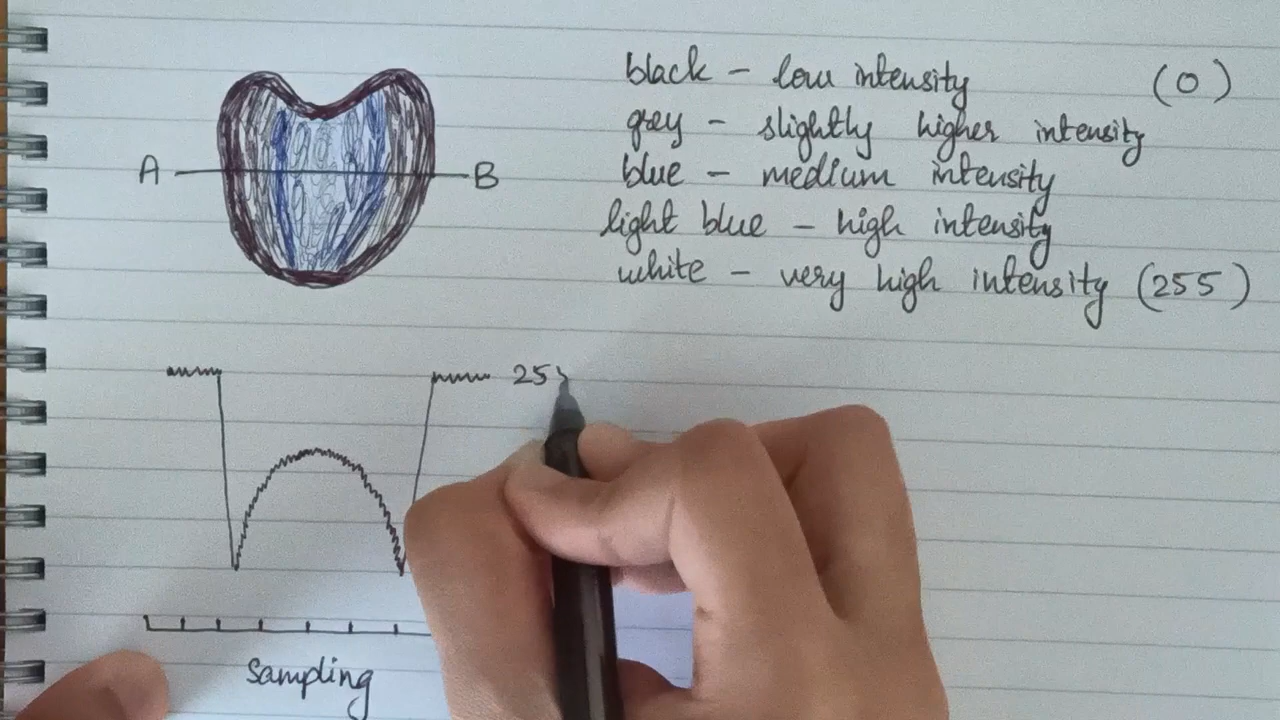 black - low intensity (0)
grey - slightly higher intensity
blue - medium intensity
light blue - high intensity
white - very high intensity (255)
A B
25
Sampling